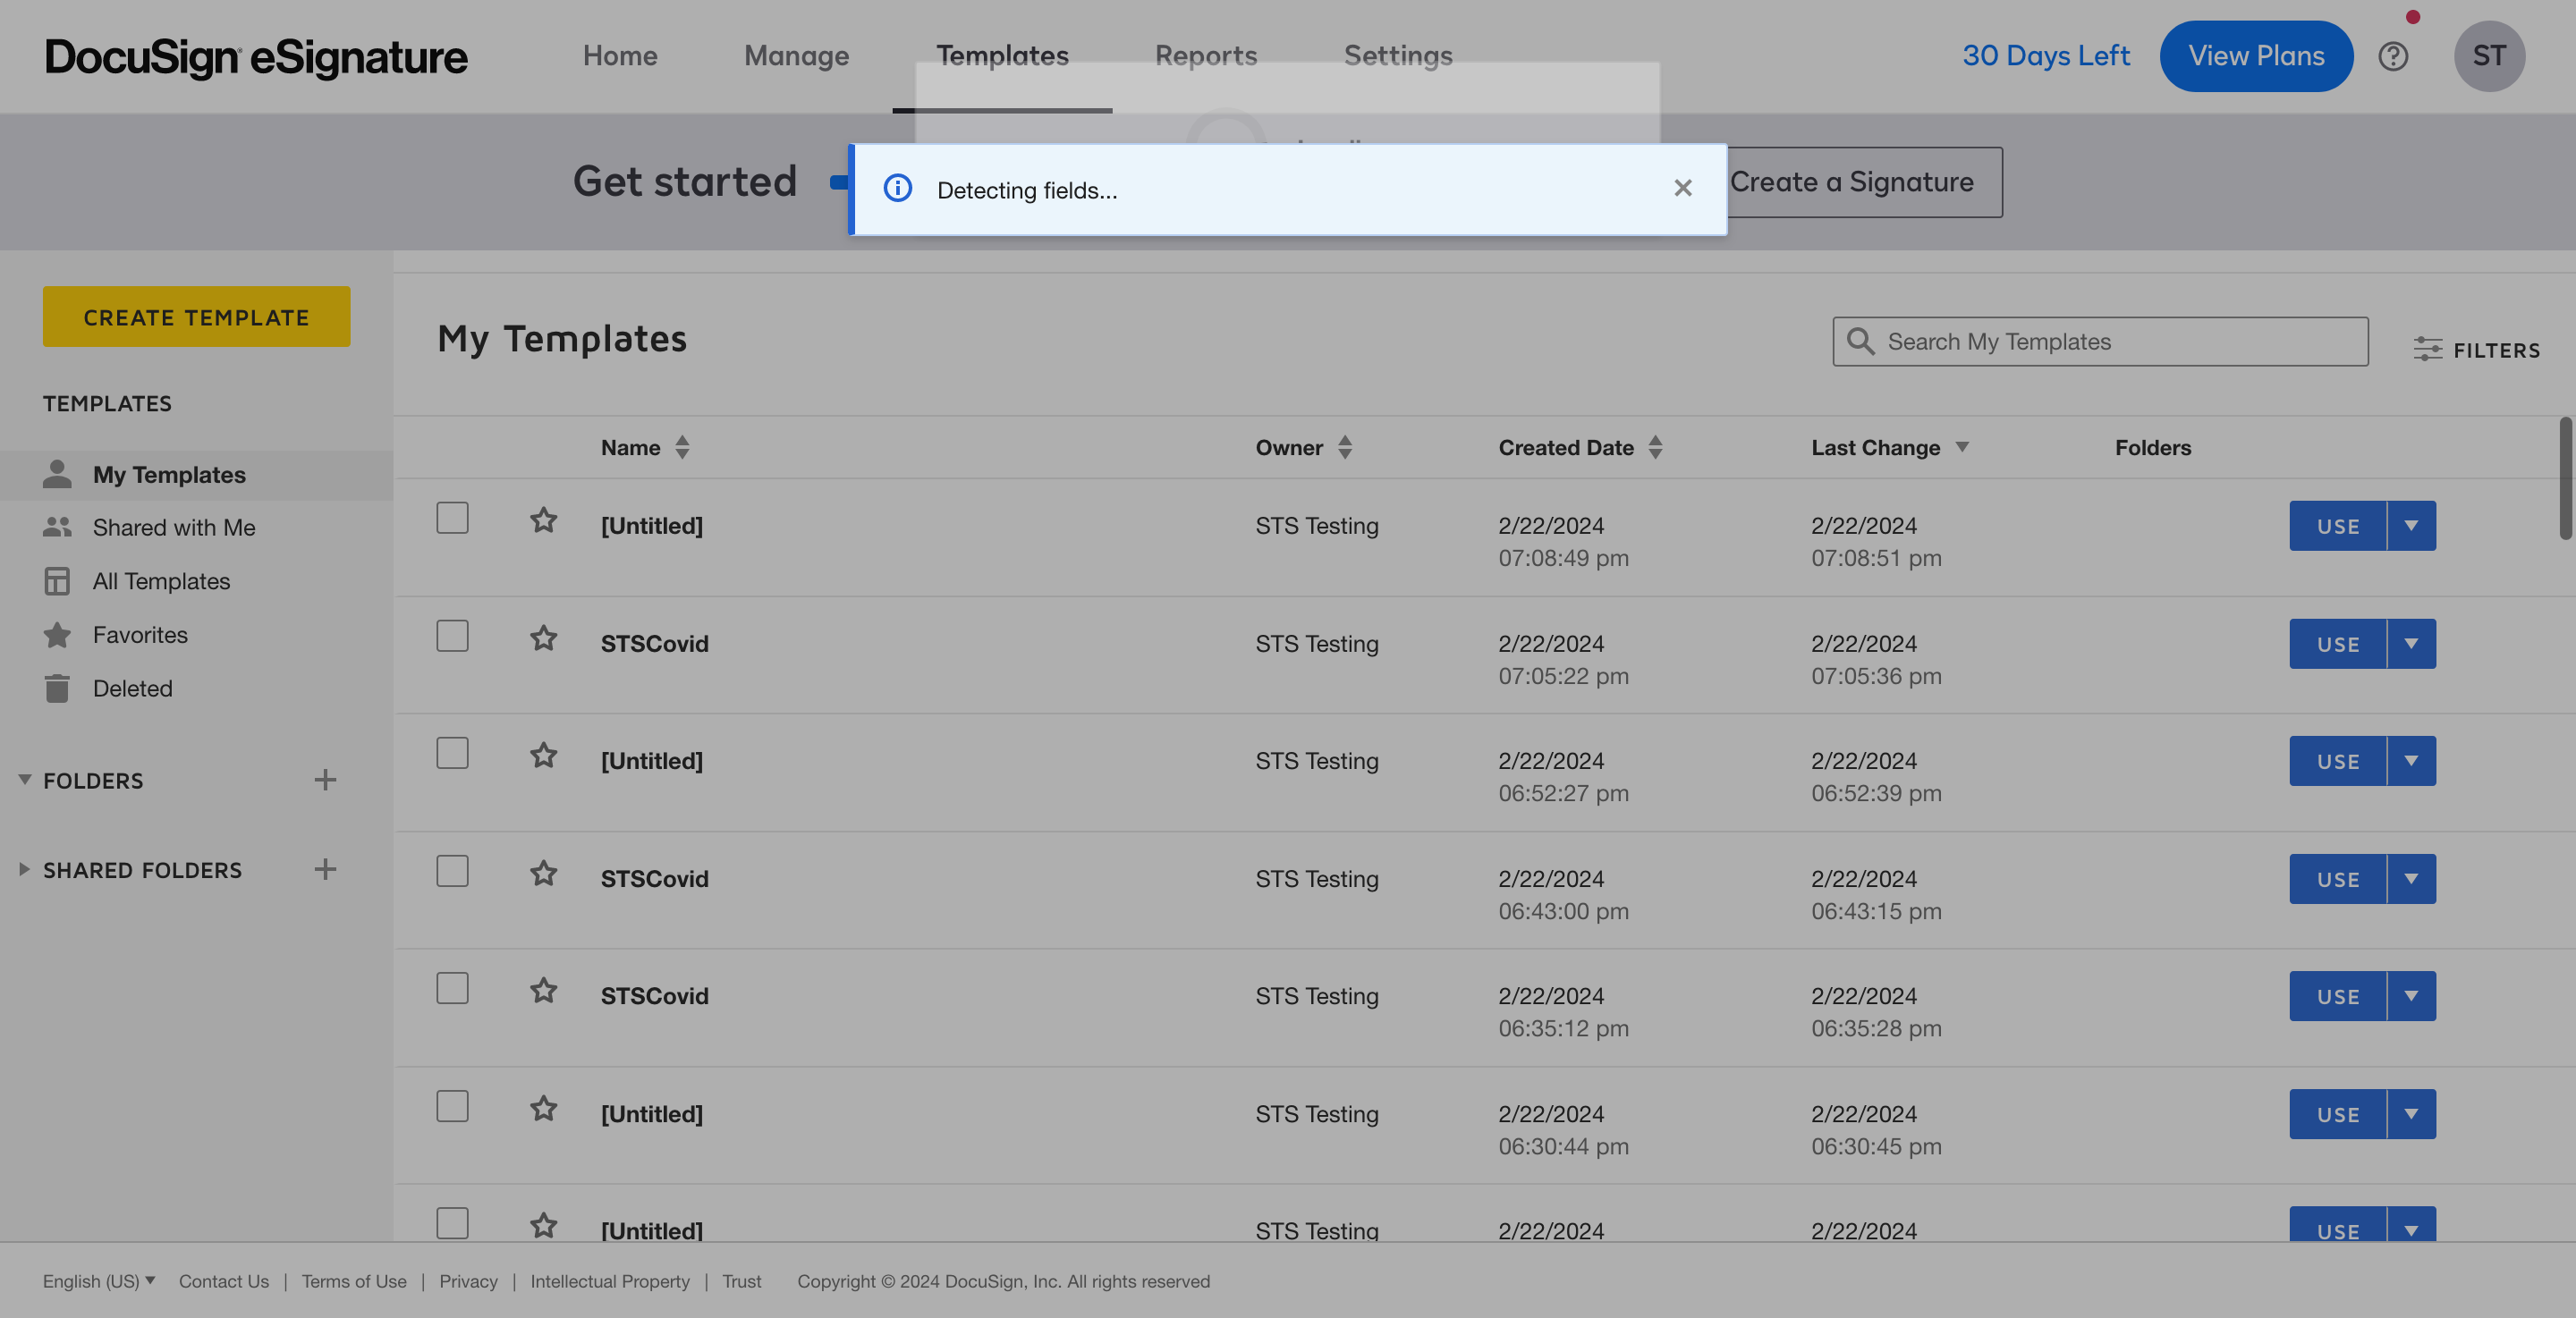 DocuSign eSignature
Home Manage Templates Reports Settings
30 Days Left View Plans ST
Get started
Detecting fields...
Create a Signature
CREATE TEMPLATE
TEMPLATES
My Templates
Shared with Me
All Templates
Favorites
Deleted
FOLDERS
SHARED FOLDERS
My Templates
Search My Templates
FILTERS
Name Owner Created Date Last Change Folders
[Untitled] STS Testing 2/22/2024 2/22/2024 USE
07:08:49 pm 07:08:51 pm
STSCovid STS Testing 2/22/2024 2/22/2024 USE
07:05:22 pm 07:05:36 pm
[Untitled] STS Testing 2/22/2024 2/22/2024 USE
06:52:27 pm 06:52:39 pm
STSCovid STS Testing 2/22/2024 2/22/2024 USE
06:43:00 pm 06:43:15 pm
STSCovid STS Testing 2/22/2024 2/22/2024 USE
06:35:12 pm 06:35:28 pm
[Untitled] STS Testing 2/22/2024 2/22/2024 USE
06:30:44 pm 06:30:45 pm
[Untitled] STS Testing 2/22/2024 2/22/2024 USE
English (US) Contact Us | Terms of Use | Privacy | Intellectual Property | Trust Copyright © 2024 DocuSign, Inc. All rights reserved